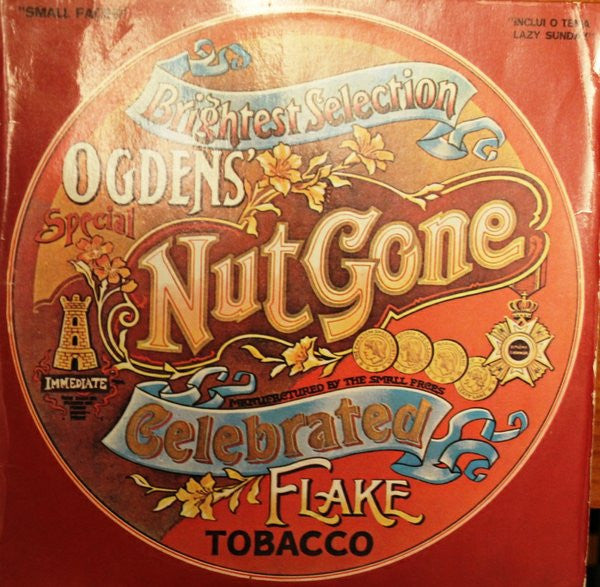 "SMALL FACES"
"INCLUI O TEMA
LAZY SUNDAY"
Brightest Selection
OGDENS'
Special
Nut Gone
IMMEDIATE
MANUFACTURED BY THE SMALL FACES
Celebrated
FLAKE
TOBACCO